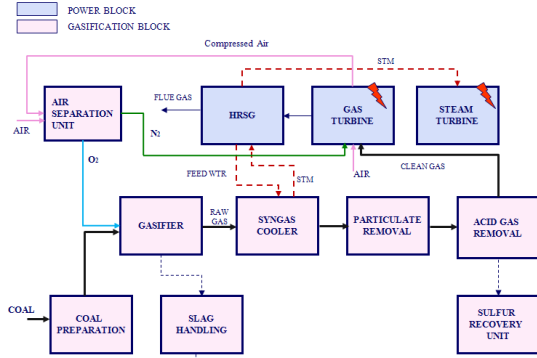 POWER BLOCK
GASIFICATION BLOCK
Compressed Air
STM
AIR
SEPARATION
UNIT
FLUE GAS
HRSG
GAS
TURBINE
STEAM
TURBINE
AIR
N2
O2
FEED WTR
STM
AIR
CLEAN GAS
GASIFIER
RAW
GAS
SYNGAS
COOLER
PARTICULATE
REMOVAL
ACID GAS
REMOVAL
COAL
COAL
PREPARATION
SLAG
HANDLING
SULFUR
RECOVERY
UNIT